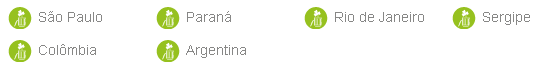 São Paulo Paraná Rio de Janeiro Sergipe
Colômbia Argentina